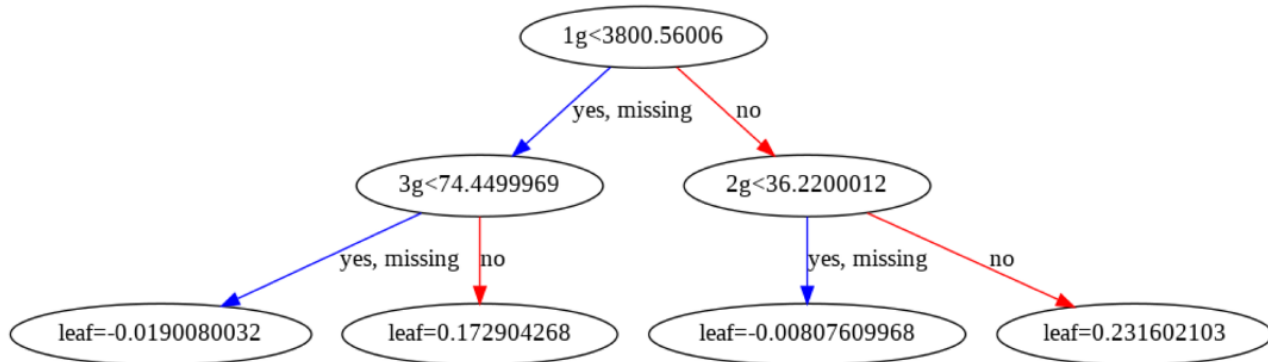 1g<3800.56006
yes, missing
no
3g<74.4499969
2g<36.2200012
yes, missing
no
yes, missing
no
leaf=-0.0190080032
leaf=0.172904268
leaf=-0.00807609968
leaf=0.231602103